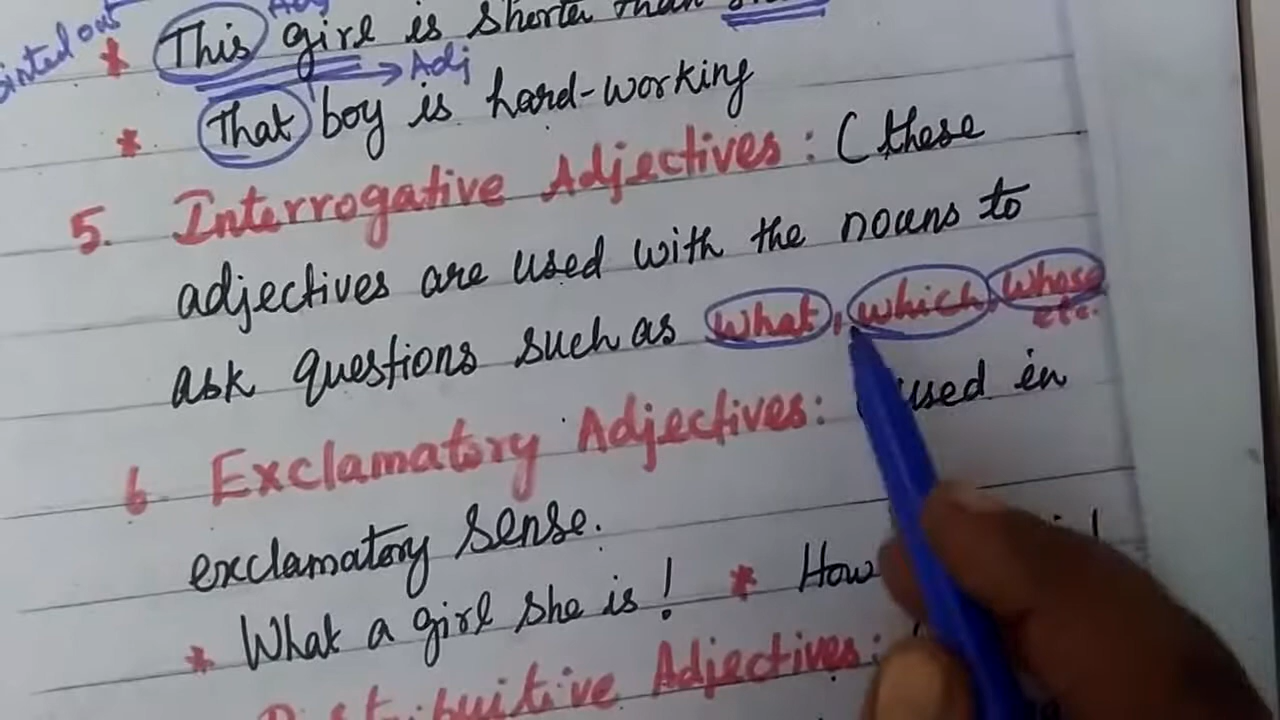 * This girl is shorter than
→ Adj
* That boy is hard-working
5. Interrogative Adjectives : (these
adjectives are used with the nouns to
ask questions such as what, which, whose
etc.
6. Exclamatory Adjectives: used in
exclamatory sense.
* What a girl she is! * How
Adjectives: